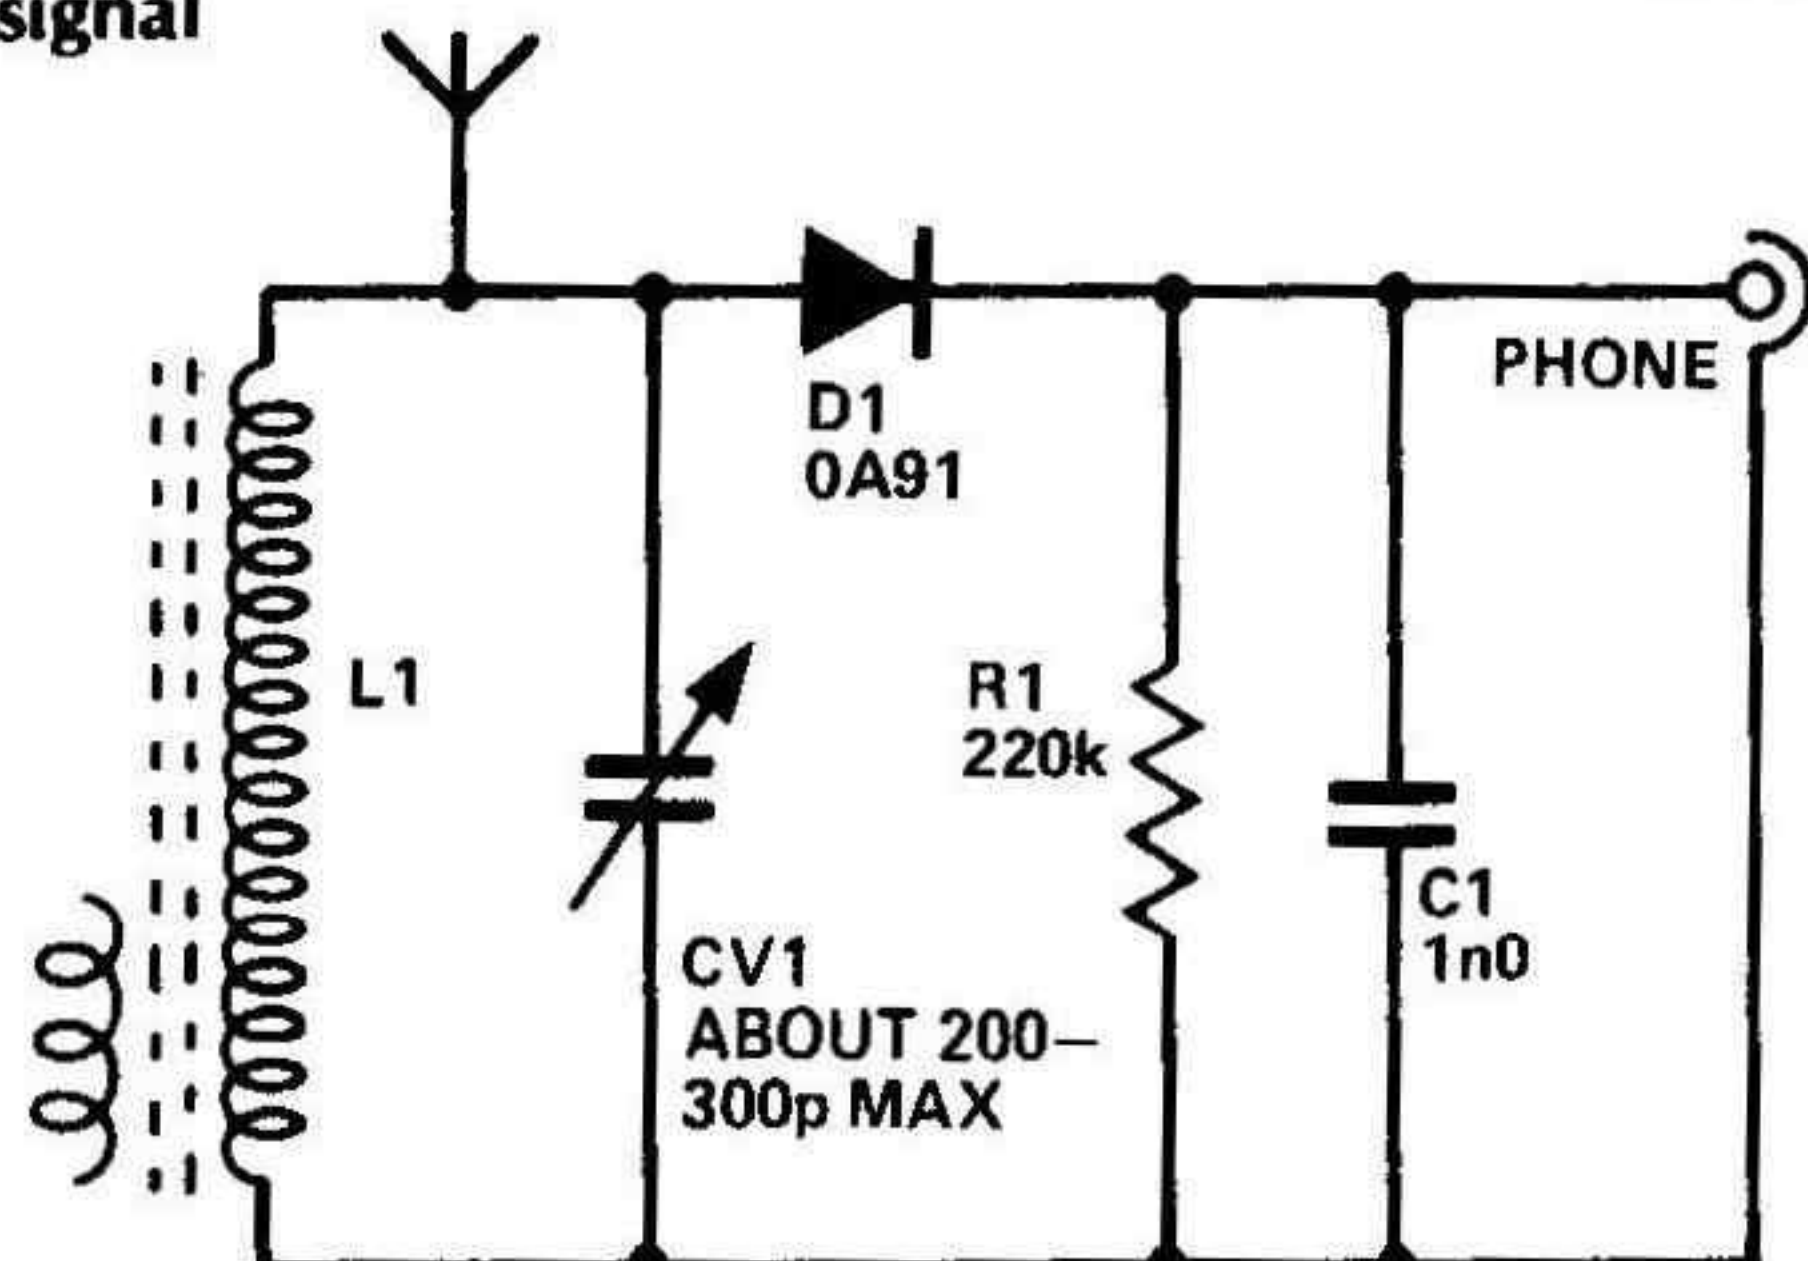 signal
PHONE
D1
0A91
L1
R1
220k
C1
1n0
CV1
ABOUT 200–
300p MAX